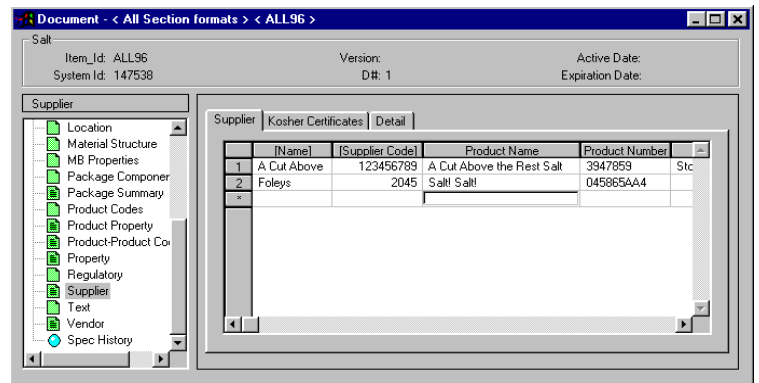 Document - < All Section formats > < ALL96 >
Salt
Item_Id: ALL96 Version: Active Date:
System Id: 147538 D#: 1 Expiration Date:
Supplier
Location
Material Structure
MB Properties
Package Componer
Package Summary
Product Codes
Product Property
Product-Product Co
Property
Regulatory
Supplier
Text
Vendor
Spec History
Supplier Kosher Certificates Detail
[Name] [Supplier Code] Product Name Product Number
1 A Cut Above 123456789 A Cut Above the Rest Salt 3947859 Sto
2 Foleys 2045 Salt! Salt! 045865AA4
*